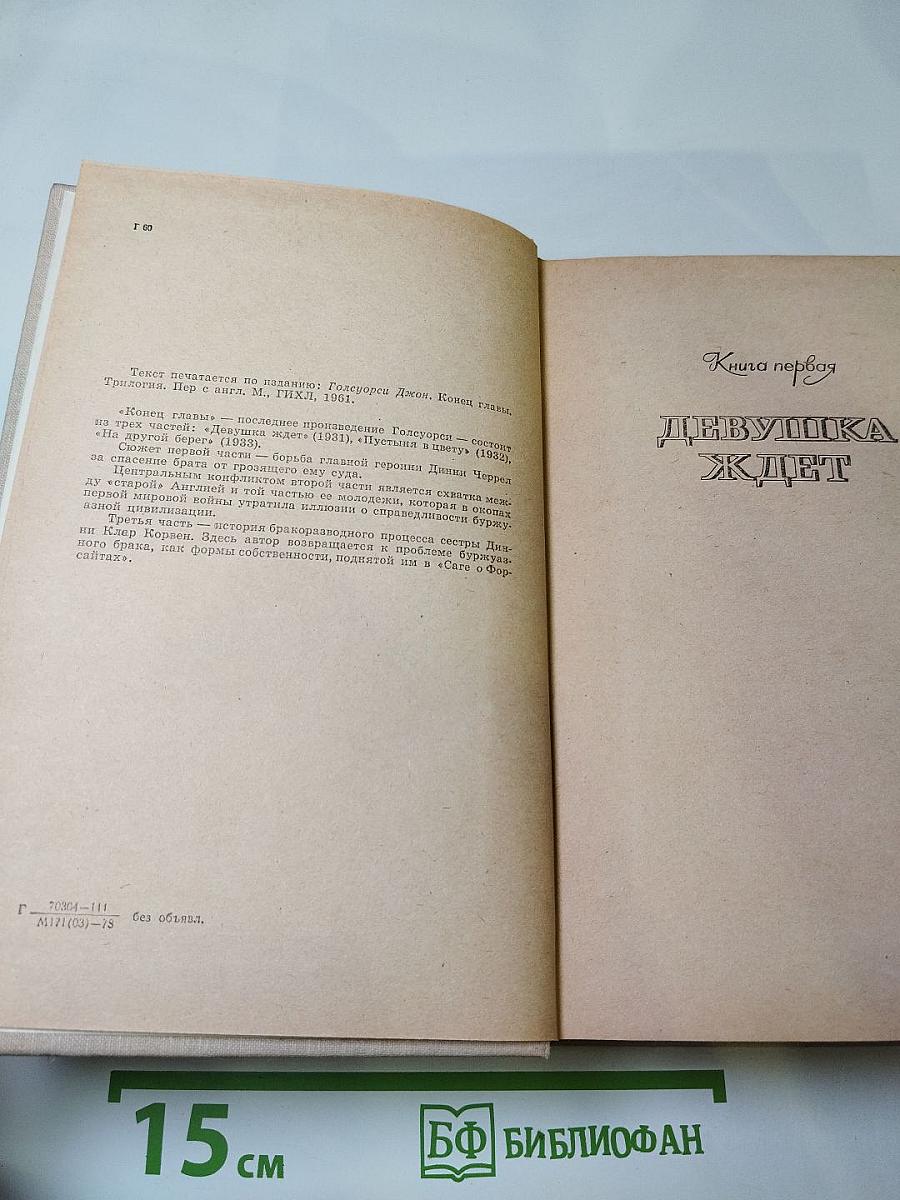 Г 60
Текст печатается по изданию: Голсуорси Джон. Конец главы.
Трилогия. Пер с англ. М., ГИХЛ, 1961.
«Конец главы» — последнее произведение Голсуорси — состоит
из трех частей: «Девушка ждет» (1931), «Пустыня в цвету» (1932),
«На другой берег» (1933).
Сюжет первой части — борьба главной героини Динни Черрел
за спасение брата от грозящего ему суда.
Центральным конфликтом второй части является схватка меж-
ду «старой» Англией и той частью ее молодежи, которая в окопах
первой мировой войны утратила иллюзии о справедливости буржу-
азной цивилизации.
Третья часть — история бракоразводного процесса сестры Дин-
ни Клер Корвен. Здесь автор возвращается к проблеме буржуаз-
ного брака, как формы собственности, поднятой им в «Саге о Фор-
сайтах».
Г 70304—111
М171(03)—78 без объявл.
Книга первая
ДЕВУШКА
ЖДЕТ
15 см
БФ БИБЛИОФАН